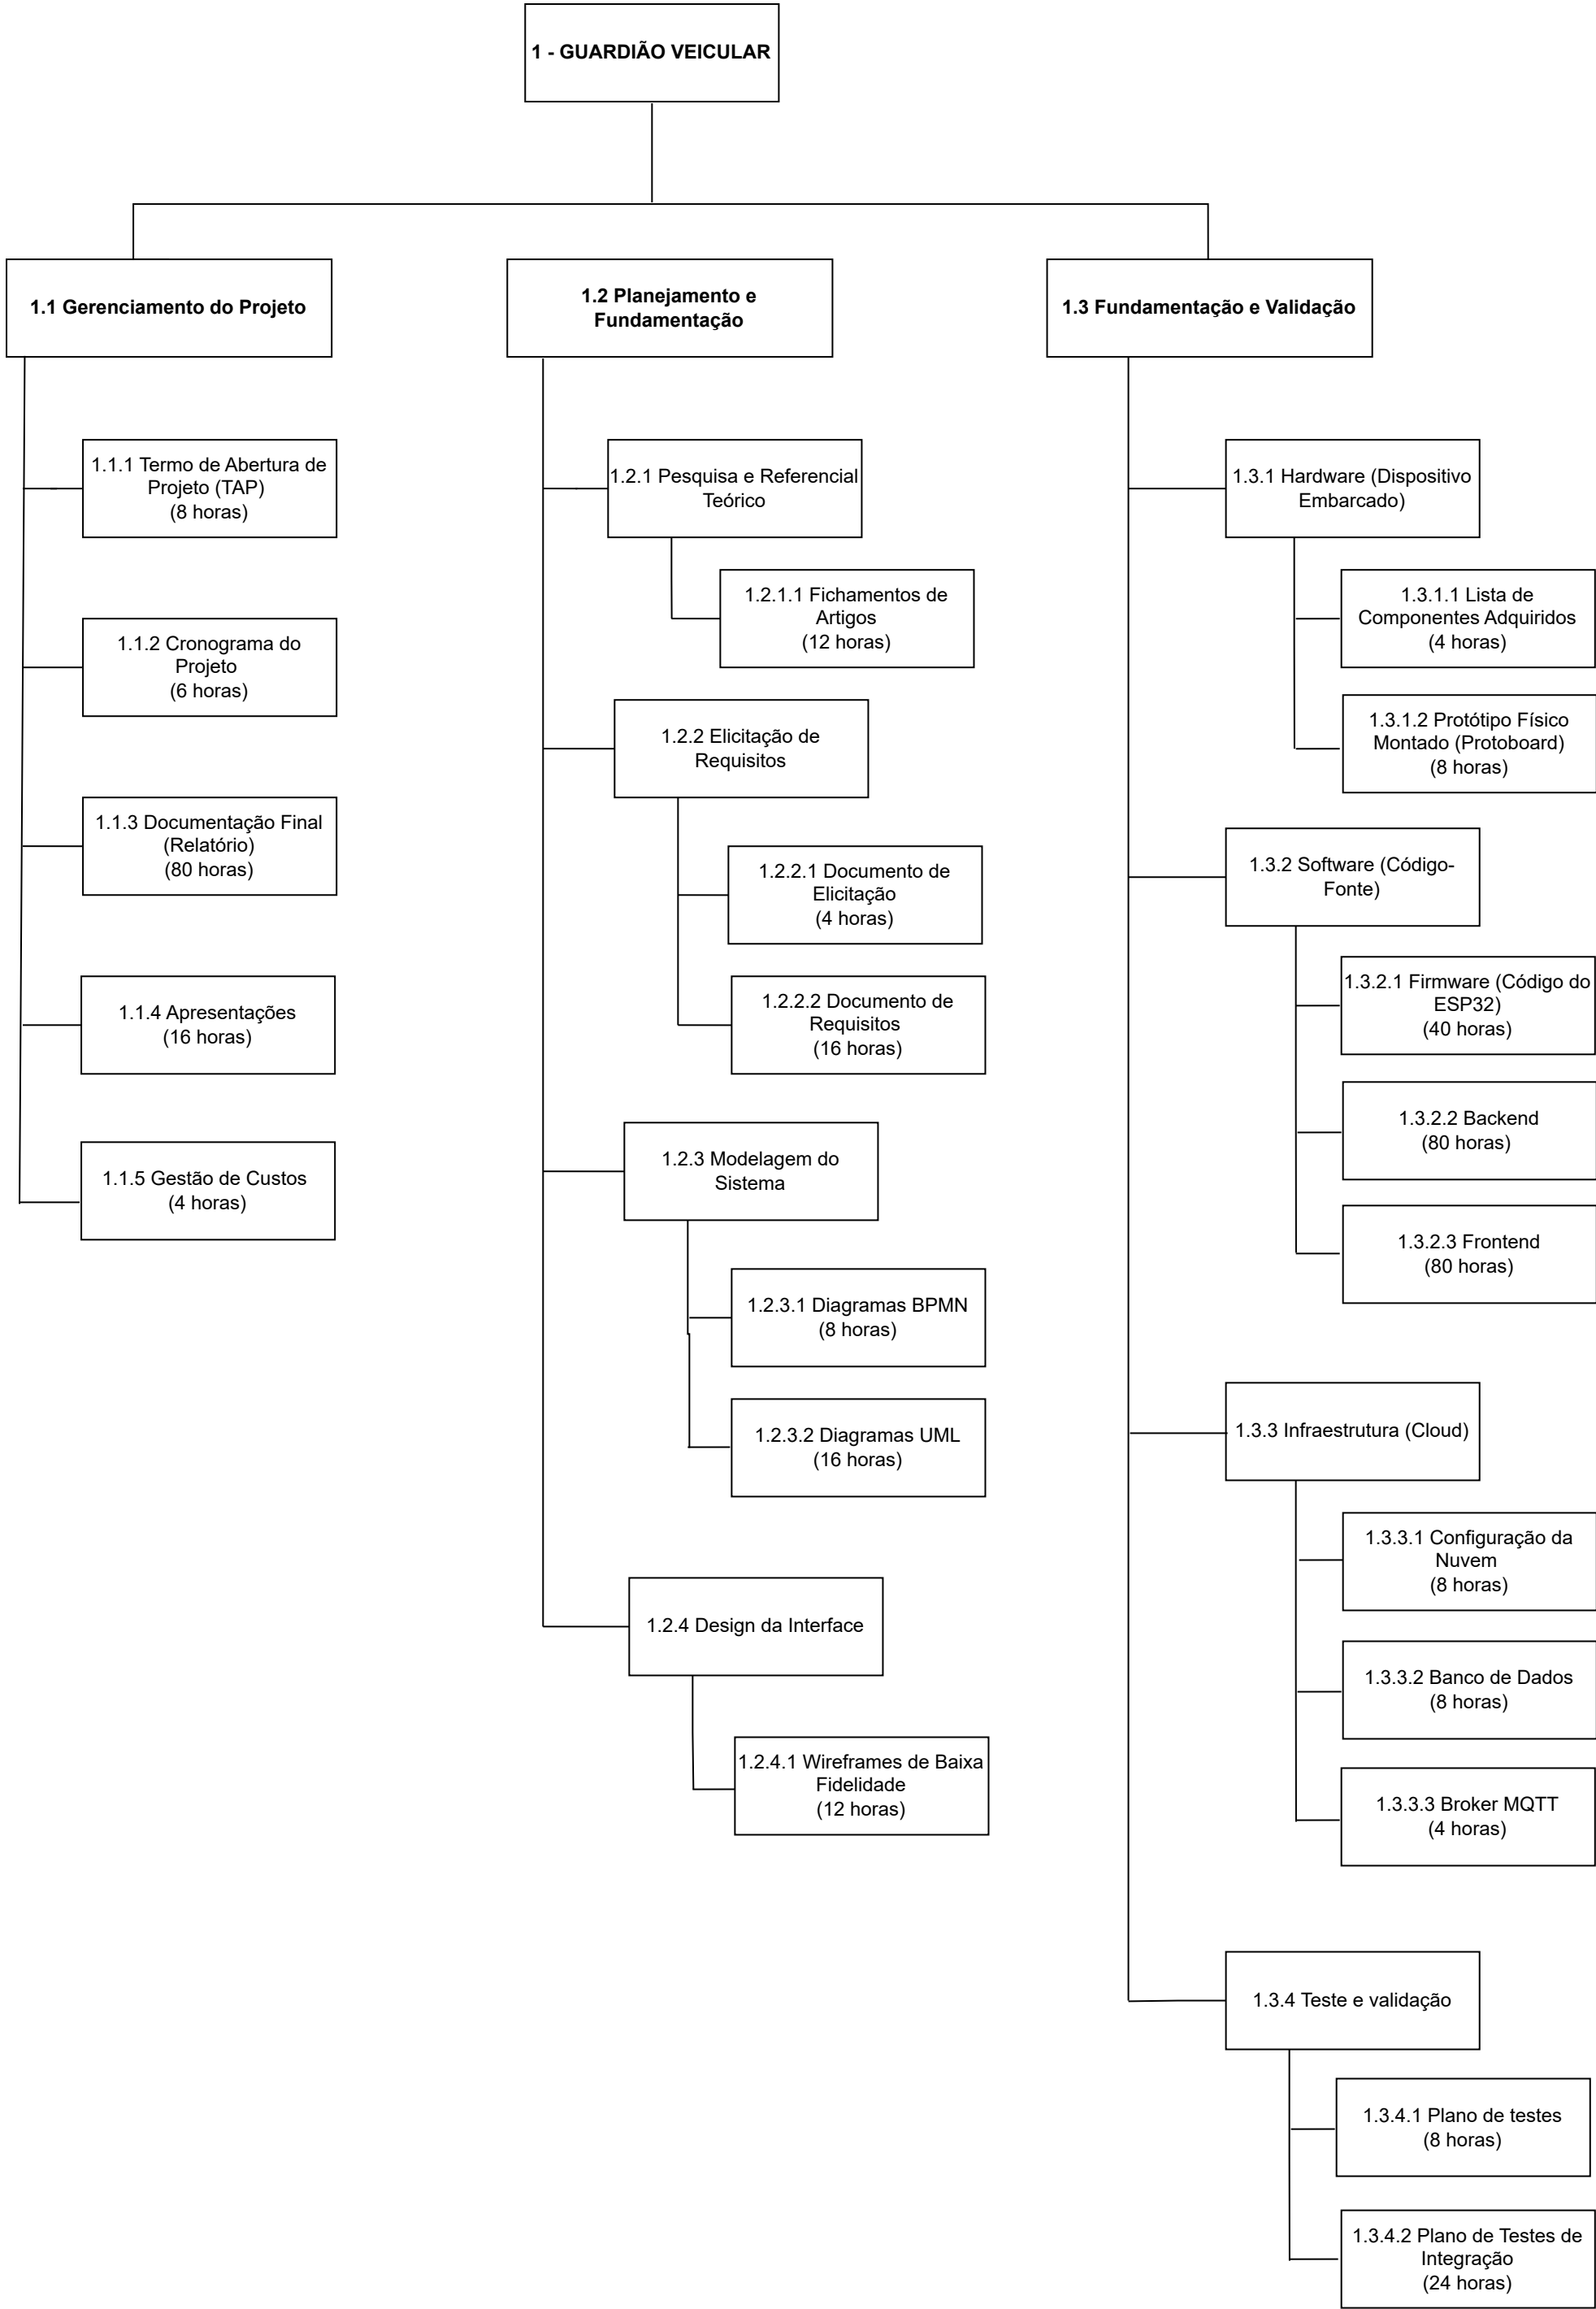 1 - GUARDIÃO VEICULAR
1.1 Gerenciamento do Projeto
1.1.1 Termo de Abertura de
Projeto (TAP)
(8 horas)
1.1.2 Cronograma do
Projeto
(6 horas)
1.1.3 Documentação Final
(Relatório)
(80 horas)
1.1.4 Apresentações
(16 horas)
1.1.5 Gestão de Custos
(4 horas)
1.2 Planejamento e
Fundamentação
1.2.1 Pesquisa e Referencial
Teórico
1.2.1.1 Fichamentos de
Artigos
(12 horas)
1.2.2 Elicitação de
Requisitos
1.2.2.1 Documento de
Elicitação
(4 horas)
1.2.2.2 Documento de
Requisitos
(16 horas)
1.2.3 Modelagem do
Sistema
1.2.3.1 Diagramas BPMN
(8 horas)
1.2.3.2 Diagramas UML
(16 horas)
1.2.4 Design da Interface
1.2.4.1 Wireframes de Baixa
Fidelidade
(12 horas)
1.3 Fundamentação e Validação
1.3.1 Hardware (Dispositivo
Embarcado)
1.3.1.1 Lista de
Componentes Adquiridos
(4 horas)
1.3.1.2 Protótipo Físico
Montado (Protoboard)
(8 horas)
1.3.2 Software (Código-
Fonte)
1.3.2.1 Firmware (Código do
ESP32)
(40 horas)
1.3.2.2 Backend
(80 horas)
1.3.2.3 Frontend
(80 horas)
1.3.3 Infraestrutura (Cloud)
1.3.3.1 Configuração da
Nuvem
(8 horas)
1.3.3.2 Banco de Dados
(8 horas)
1.3.3.3 Broker MQTT
(4 horas)
1.3.4 Teste e validação
1.3.4.1 Plano de testes
(8 horas)
1.3.4.2 Plano de Testes de
Integração
(24 horas)